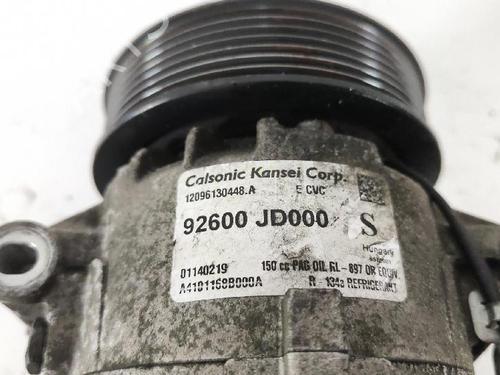 Calsonic Kansei Corp.
12096130448.A E CVC
92600 JD000 S
Hungary
01140219 150 cc PAG OIL RL-897 OR EQUIV
A4101168B000A R-134a REFRIGERANT